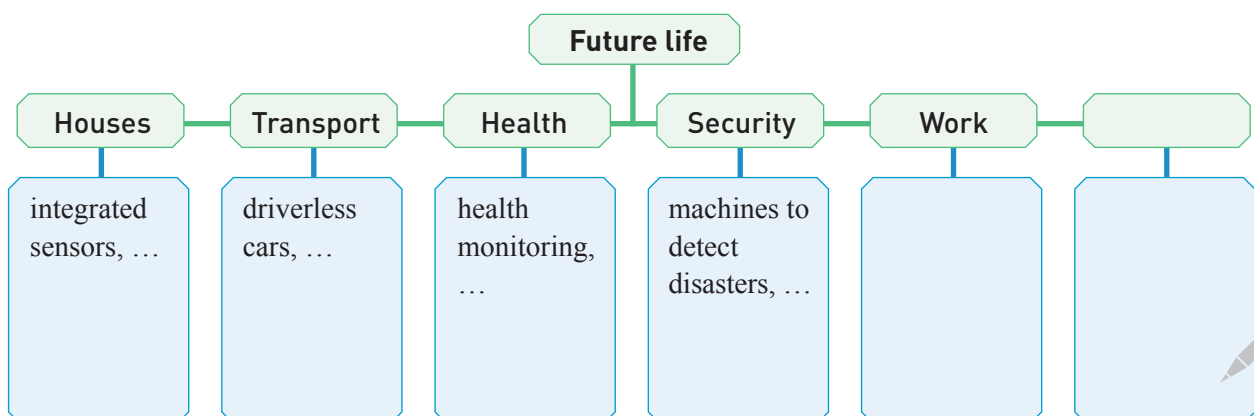 Future life
Houses
Transport
Health
Security
Work
integrated
sensors, …
driverless
cars, …
health
monitoring,
…
machines to
detect
disasters, …